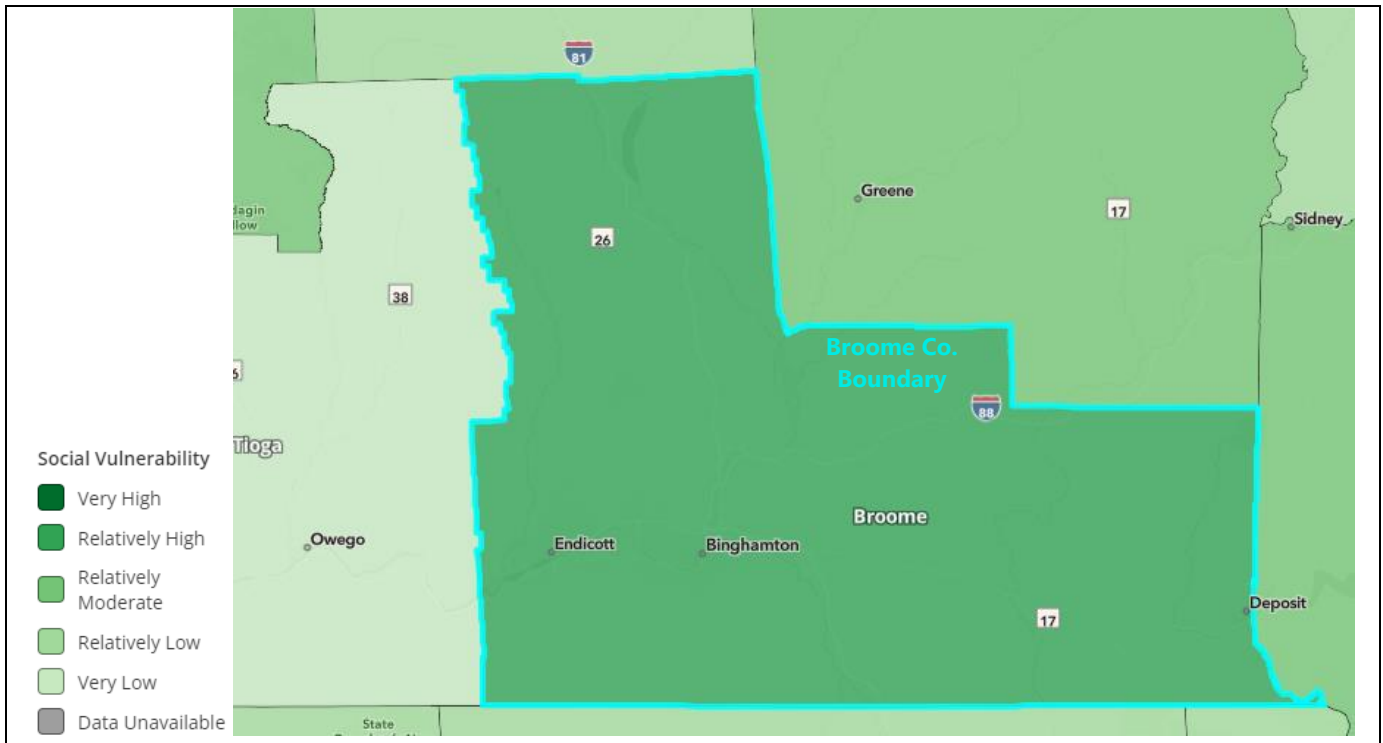 81
Greene
17
Sidney
26
38
Broome Co.
Boundary
88
Tioga
Social Vulnerability
Very High
Relatively High
Relatively
Moderate
Relatively Low
Very Low
Data Unavailable
Broome
Owego
Endicott
Binghamton
Deposit
17
State